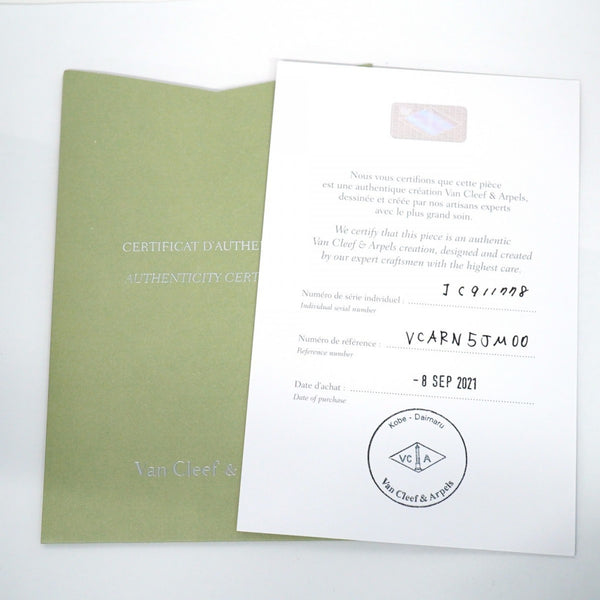 CERTIFICAT D'AUTHE
AUTHENTICITY CERT
Van Cleef &
Nous vous certifions que cette pièce
est une authentique création Van Cleef & Arpels,
dessinée et créée par nos artisans experts
avec le plus grand soin.
We certify that this piece is an authentic
Van Cleef & Arpels creation, designed and created
by our expert craftsmen with the highest care.
Numéro de série individuel : JC911778
Individual serial number
Numéro de référence : VCARN5JM00
Reference number
Date d'achat : - 8 SEP 2021
Date of purchase
Kobe - Daimaru
VC A
Van Cleef & Arpels